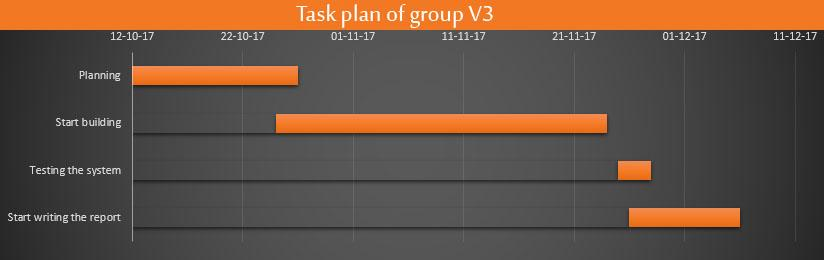 Task plan of group V3
12-10-17 22-10-17 01-11-17 11-11-17 21-11-17 01-12-17 11-12-17
Planning
Start building
Testing the system
Start writing the report